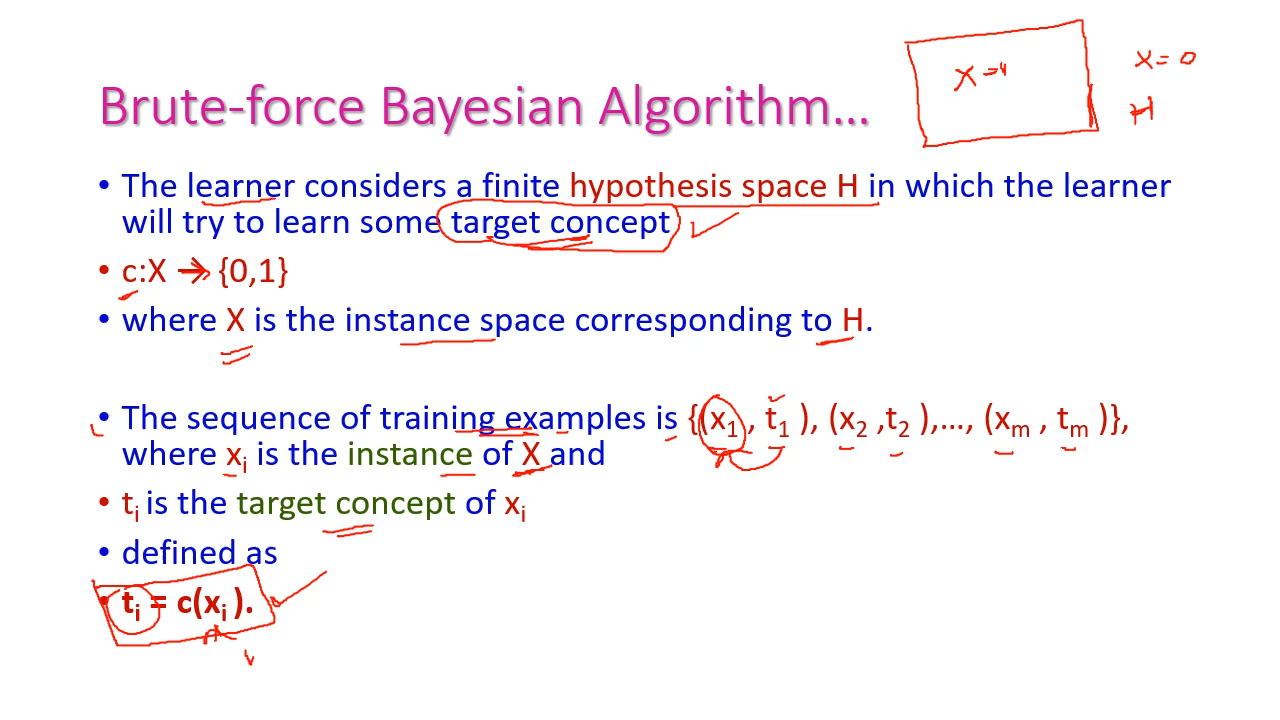 X = 4
X = 0
H
Brute-force Bayesian Algorithm...
• The learner considers a finite hypothesis space H in which the learner
will try to learn some target concept
• c:X → {0,1}
• where X is the instance space corresponding to H.
• The sequence of training examples is {(x₁ , t₁ ), (x₂ ,t₂ ),..., (xₘ , tₘ )},
where xᵢ is the instance of X and
• tᵢ is the target concept of xᵢ
• defined as
• tᵢ = c(xᵢ ).